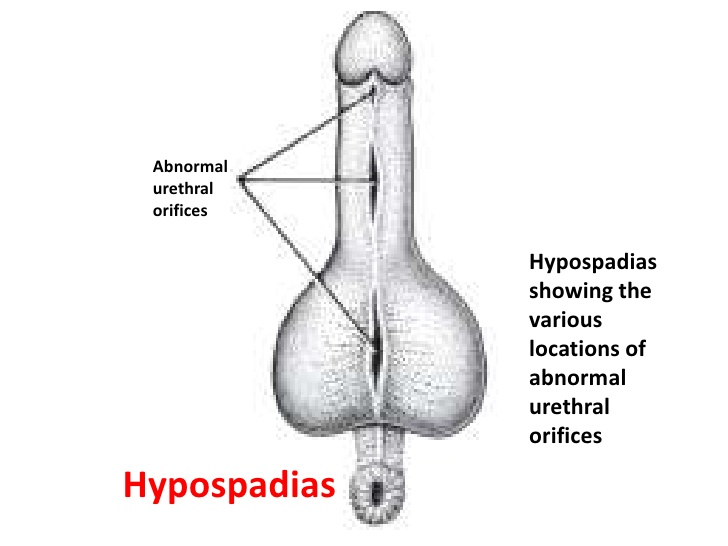 Abnormal
urethral
orifices
Hypospadias
showing the
various
locations of
abnormal
urethral
orifices
Hypospadias